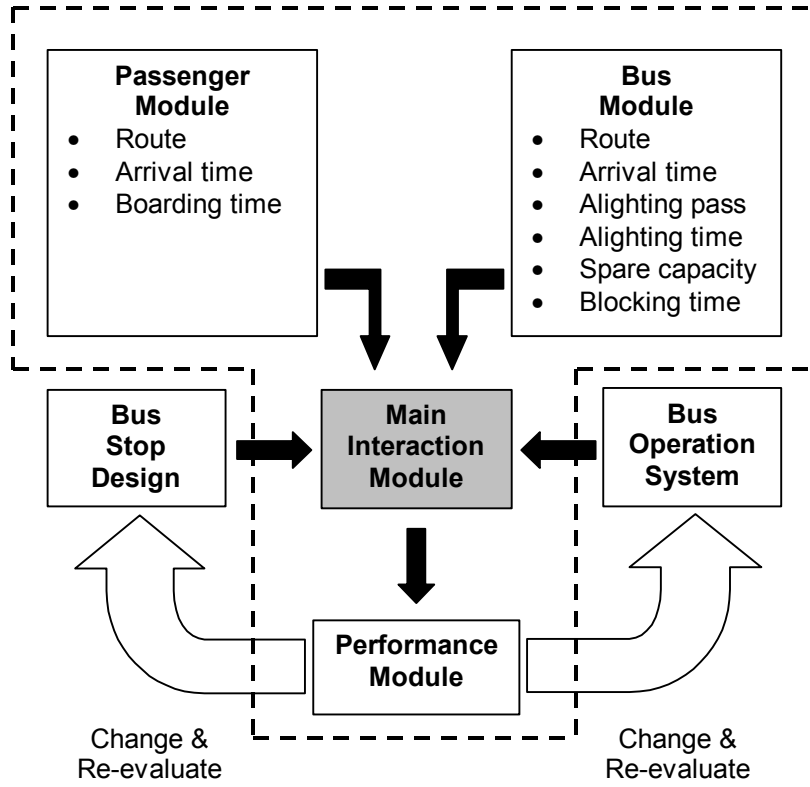 Passenger
Module
• Route
• Arrival time
• Boarding time
Bus
Module
• Route
• Arrival time
• Alighting pass
• Alighting time
• Spare capacity
• Blocking time
Bus
Stop
Design
Main
Interaction
Module
Bus
Operation
System
Performance
Module
Change &
Re-evaluate
Change &
Re-evaluate